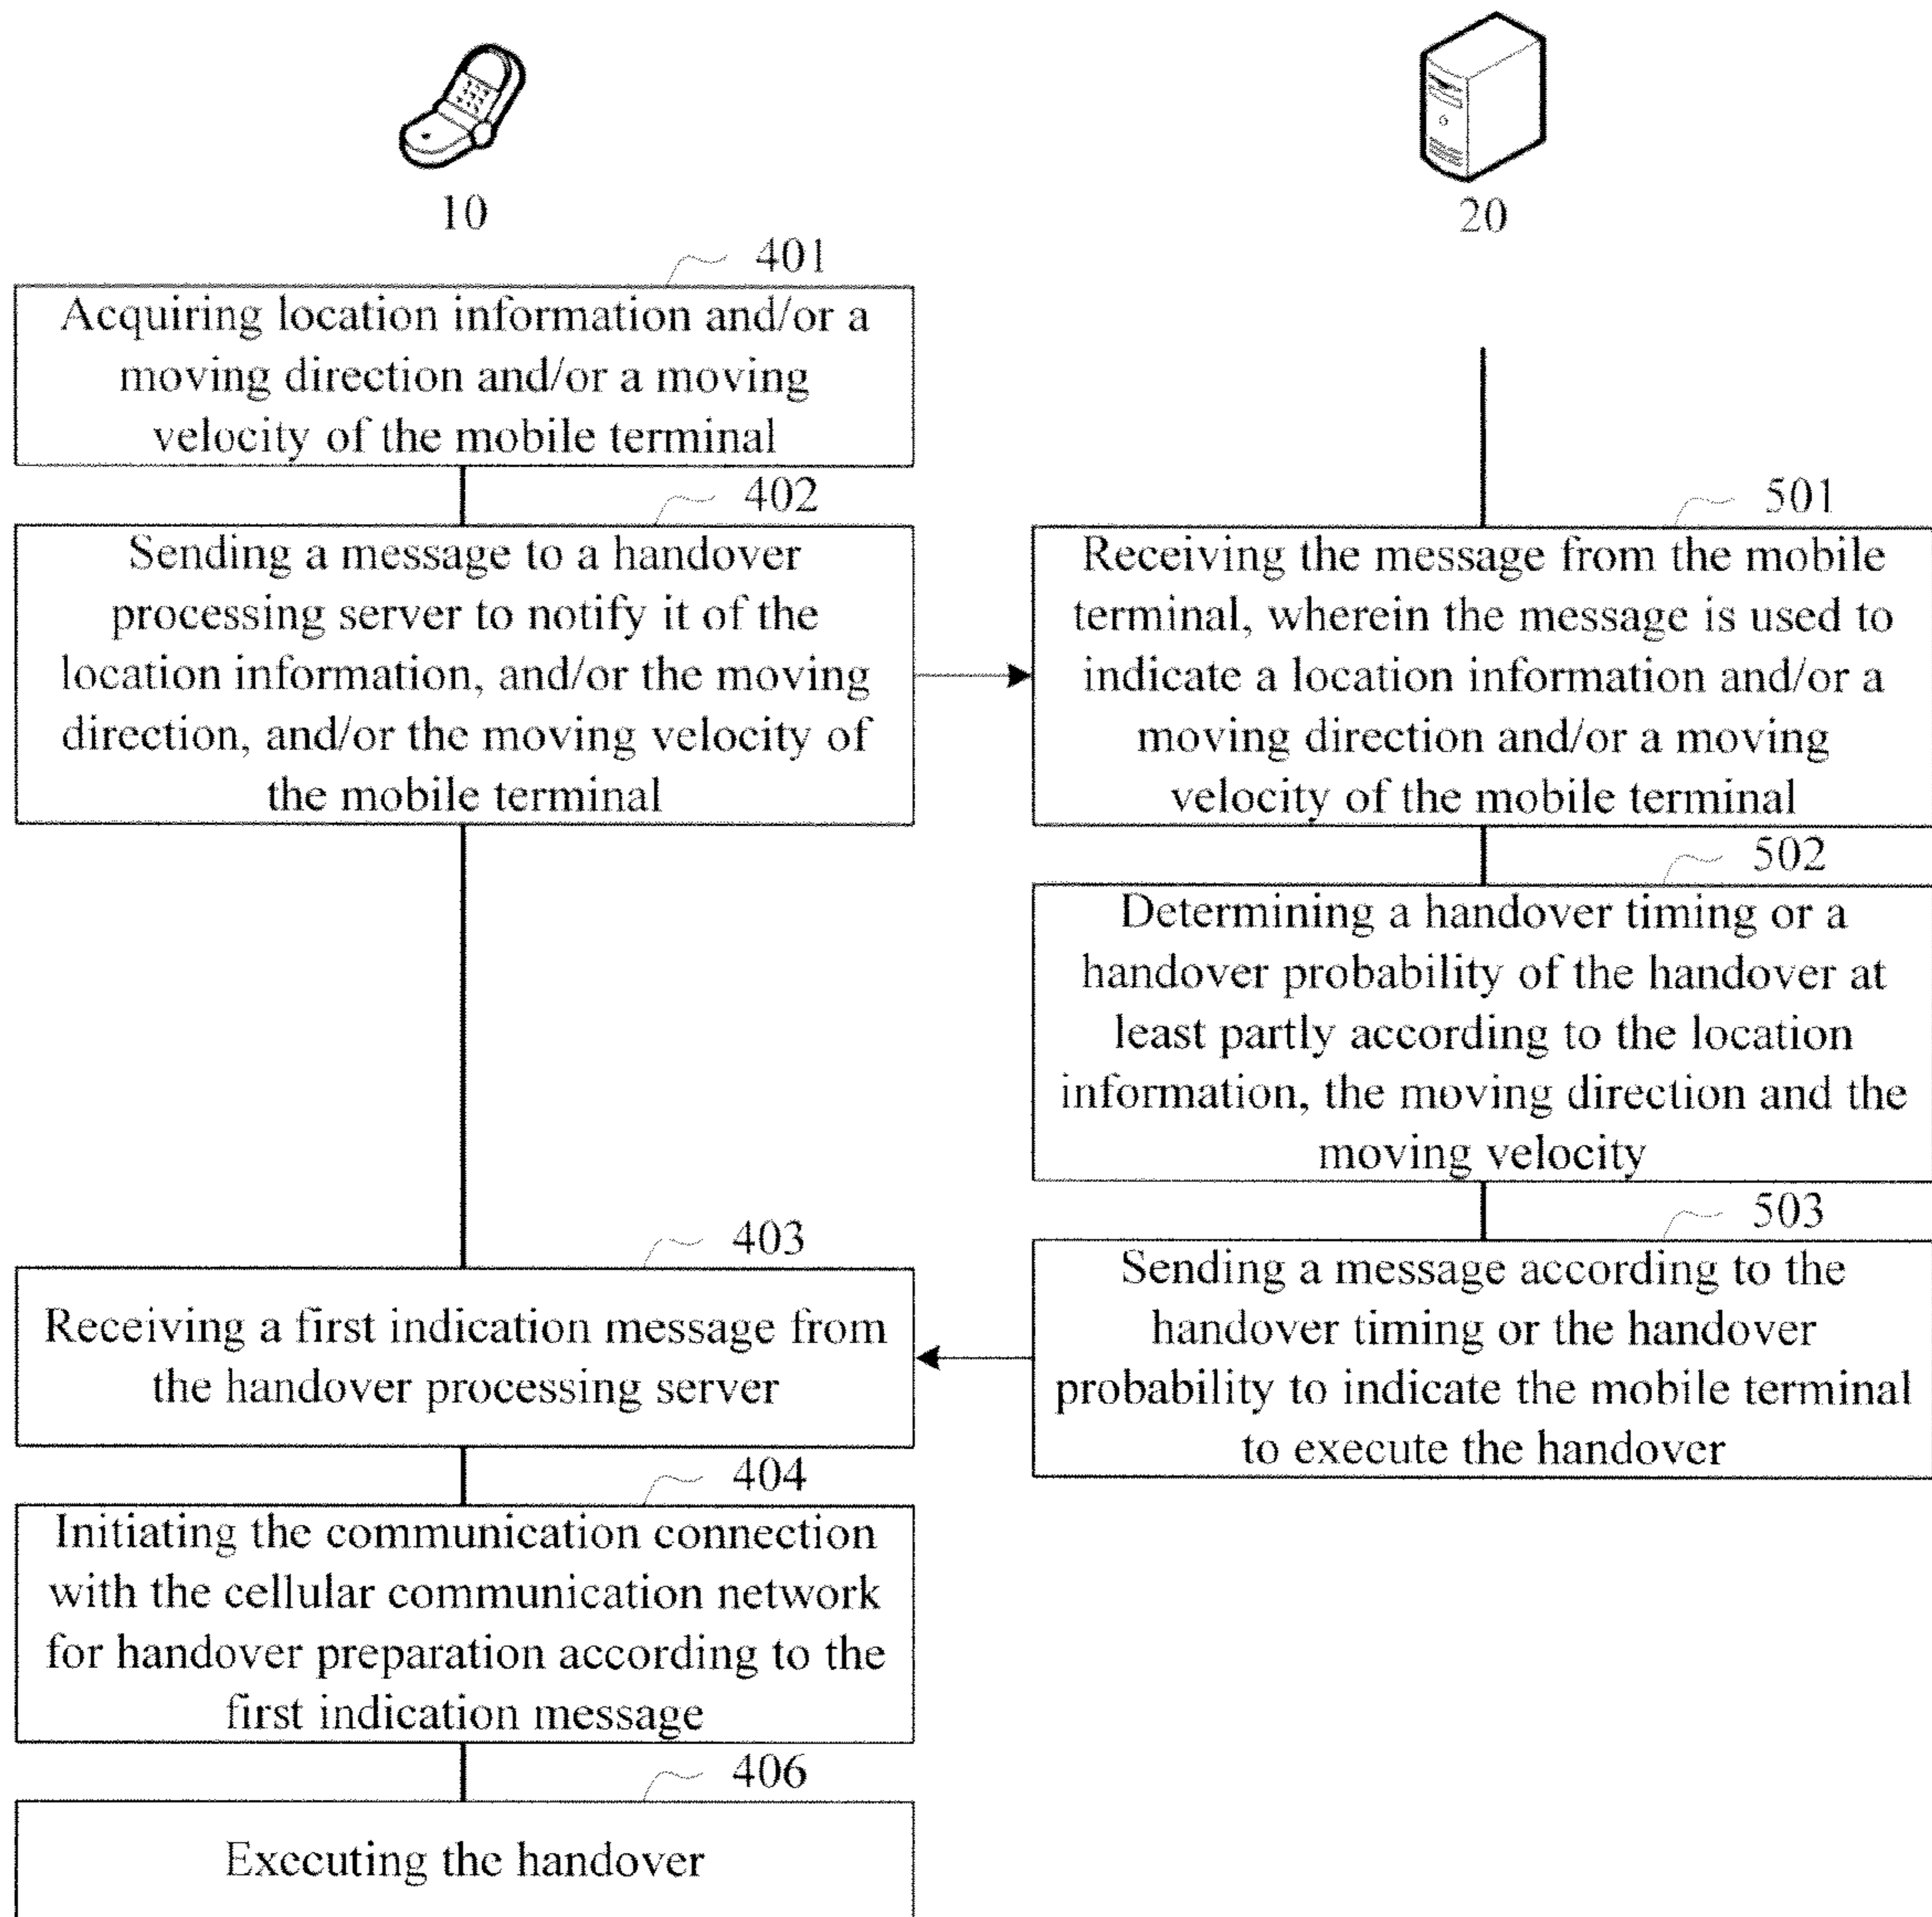 10
20
401
Acquiring location information and/or a
moving direction and/or a moving
velocity of the mobile terminal
402
Sending a message to a handover
processing server to notify it of the
location information, and/or the moving
direction, and/or the moving velocity of
the mobile terminal
501
Receiving the message from the mobile
terminal, wherein the message is used to
indicate a location information and/or a
moving direction and/or a moving
velocity of the mobile terminal
502
Determining a handover timing or a
handover probability of the handover at
least partly according to the location
information, the moving direction and the
moving velocity
503
Sending a message according to the
handover timing or the handover
probability to indicate the mobile terminal
to execute the handover
403
Receiving a first indication message from
the handover processing server
404
Initiating the communication connection
with the cellular communication network
for handover preparation according to the
first indication message
406
Executing the handover